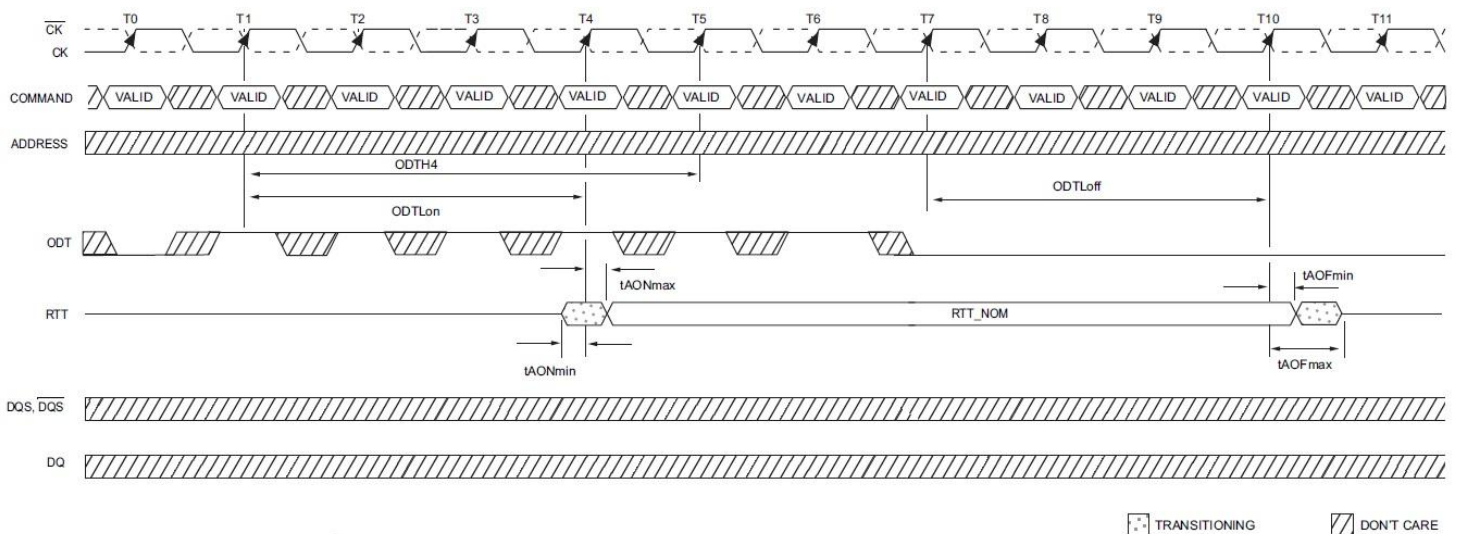 T0 T1 T2 T3 T4 T5 T6 T7 T8 T9 T10 T11
CK
CK
COMMAND VALID VALID VALID VALID VALID VALID VALID VALID VALID VALID VALID VALID
ADDRESS
ODTH4
ODTLoff
ODTLon
ODT
tAONmax
tAOFmin
RTT
RTT_NOM
tAONmin
tAOFmax
DQS, DQS
DQ
TRANSITIONING DON'T CARE